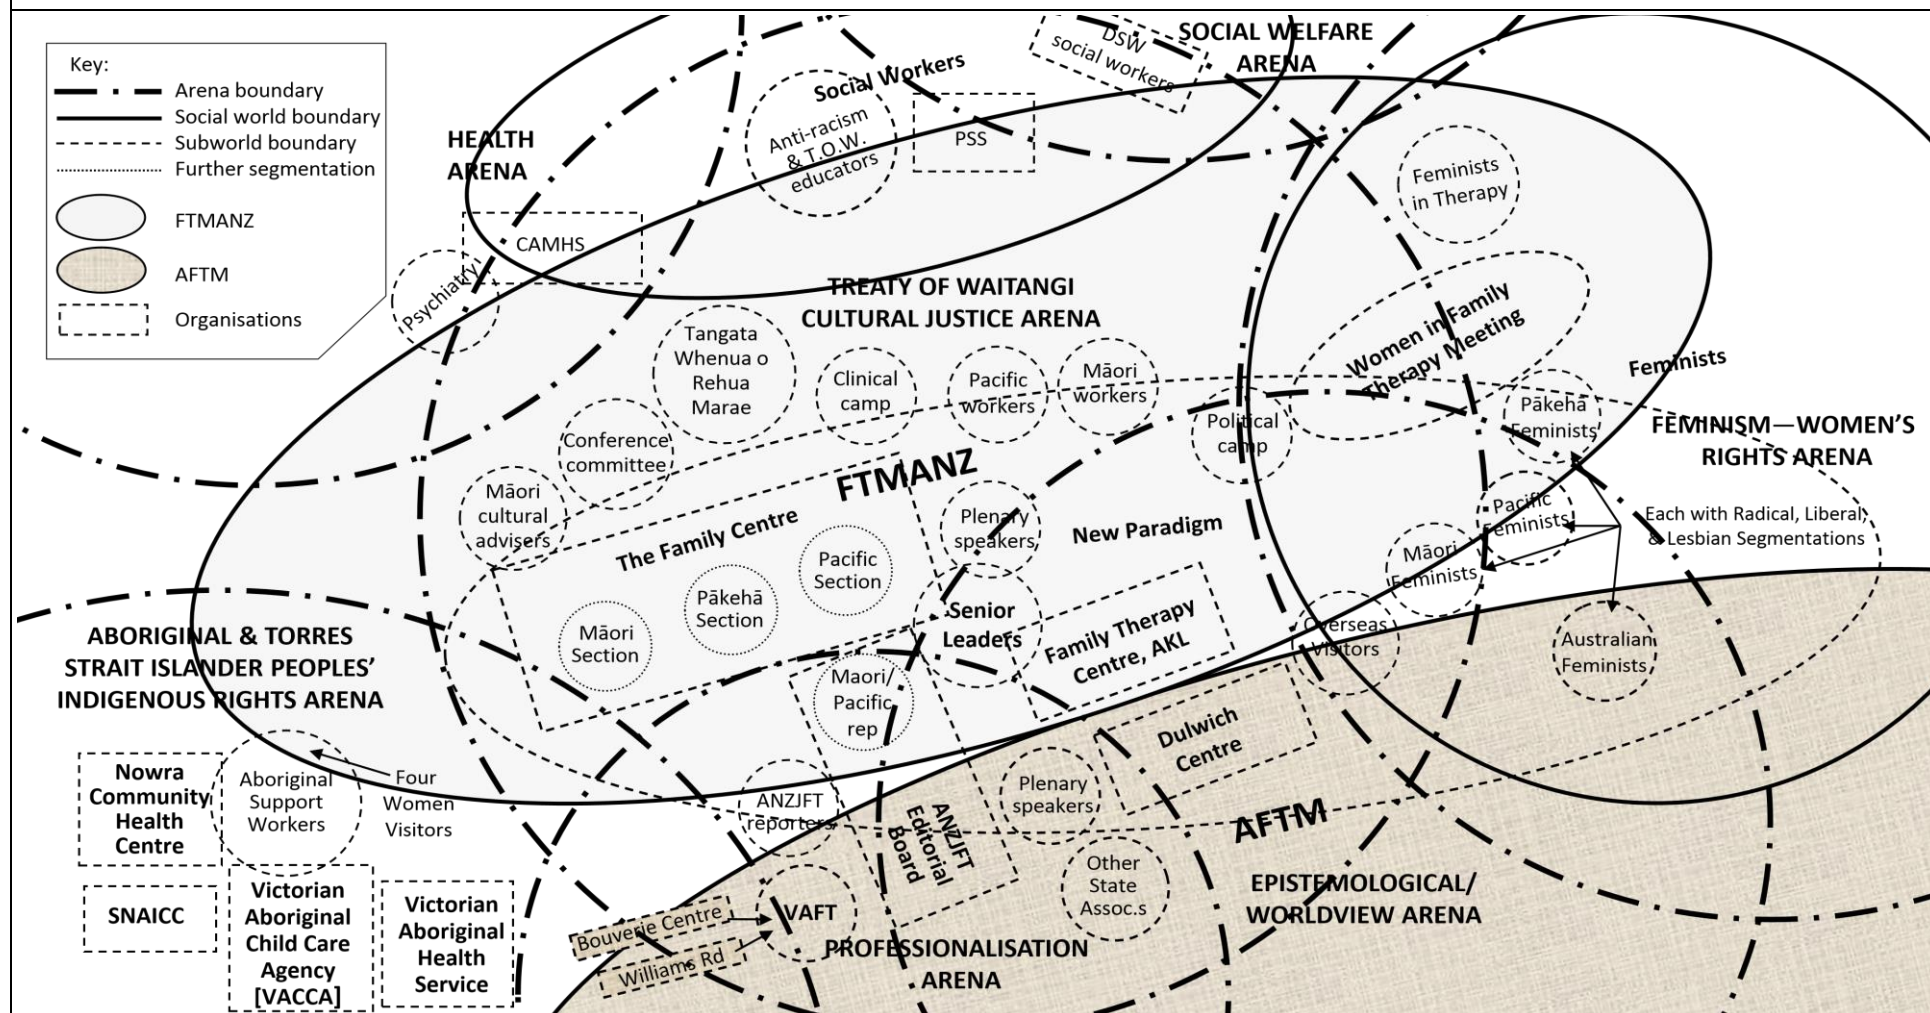 Key:
Arena boundary
Social world boundary
Subworld boundary
Further segmentation
FTMANZ
AFTM
Organisations
HEALTH
ARENA
Social Workers
DSW
social workers
SOCIAL WELFARE
ARENA
Anti-racism
& T.O.W.
educators
PSS
CAMHS
Psychiatry
Feminists
in Therapy
TREATY OF WAITANGI
CULTURAL JUSTICE ARENA
Tangata
Whenua o
Rehua
Marae
Clinical
camp
Pacific
workers
Māori
workers
Political
camp
Women in Family
Therapy Meeting
Feminists
Pākehā
Feminists
FEMINISM—WOMEN’S
RIGHTS ARENA
Conference
committee
Māori
cultural
advisers
FTMANZ
The Family Centre
Pacific
Section
Pākehā
Section
Māori
Section
Plenary
speakers
New Paradigm
Senior
Leaders
Family Therapy
Centre, AKL
Pacific
Feminists
Māori
Feminists
Each with Radical, Liberal,
& Lesbian Segmentations
Overseas
Visitors
Australian
Feminists
ABORIGINAL & TORRES
STRAIT ISLANDER PEOPLES’
INDIGENOUS RIGHTS ARENA
Maori/
Pacific
rep
Dulwich
Centre
Nowra
Community
Health
Centre
Aboriginal
Support
Workers
Four
Women
Visitors
ANZJFT
reporters
ANZJFT
Editorial
Board
Plenary
speakers
AFTM
Other
State
Assoc.s
EPISTEMOLOGICAL/
WORLDVIEW ARENA
SNAICC
Victorian
Aboriginal
Child Care
Agency
[VACCA]
Victorian
Aboriginal
Health
Service
Bouverie Centre
Williams Rd
VAFT
PROFESSIONALISATION
ARENA